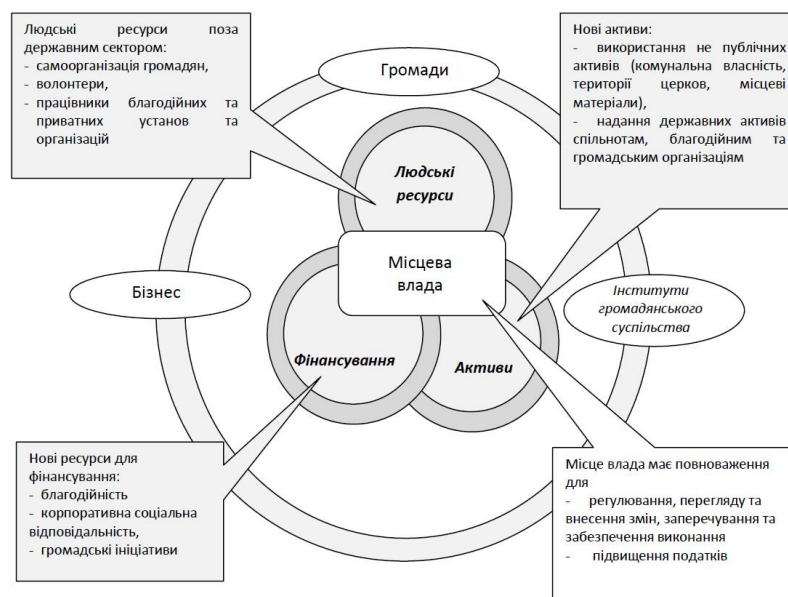 Людські ресурси поза
державним сектором:
- самоорганізація громадян,
- волонтери,
- працівники благодійних та
приватних установ та
організацій
Громади
Нові активи:
- використання не публічних
активів (комунальна власність,
території церков, місцеві
матеріали),
- надання державних активів
спільнотам, благодійним та
громадським організаціям
Людські
ресурси
Місцева
влада
Бізнес
Інститути
громадянського
суспільства
Фінансування
Активи
Нові ресурси для
фінансування:
- благодійність
- корпоративна соціальна
відповідальність,
- громадські ініціативи
Місце влада має повноваження
для
- регулювання, перегляду та
внесення змін, заперечування та
забезпечення виконання
- підвищення податків